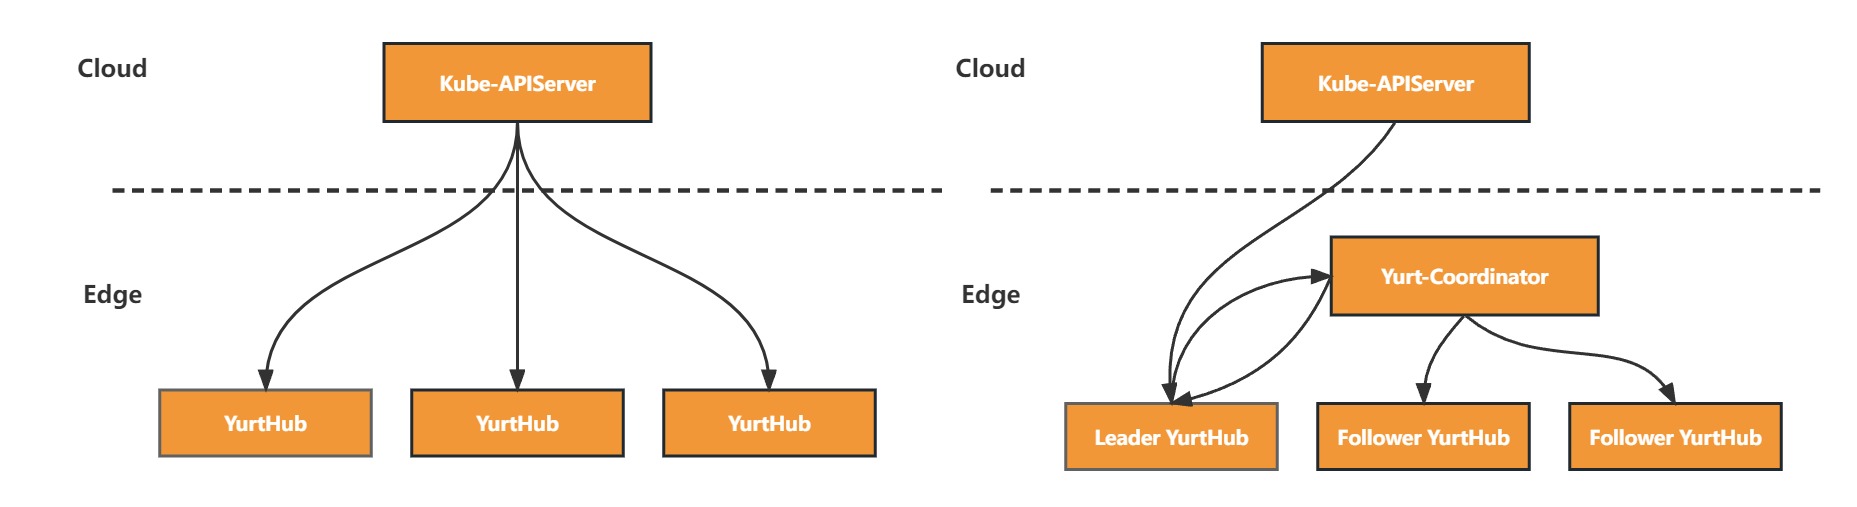 Cloud
Kube-APIServer
Edge
YurtHub
YurtHub
YurtHub
Cloud
Kube-APIServer
Yurt-Coordinator
Edge
Leader YurtHub
Follower YurtHub
Follower YurtHub